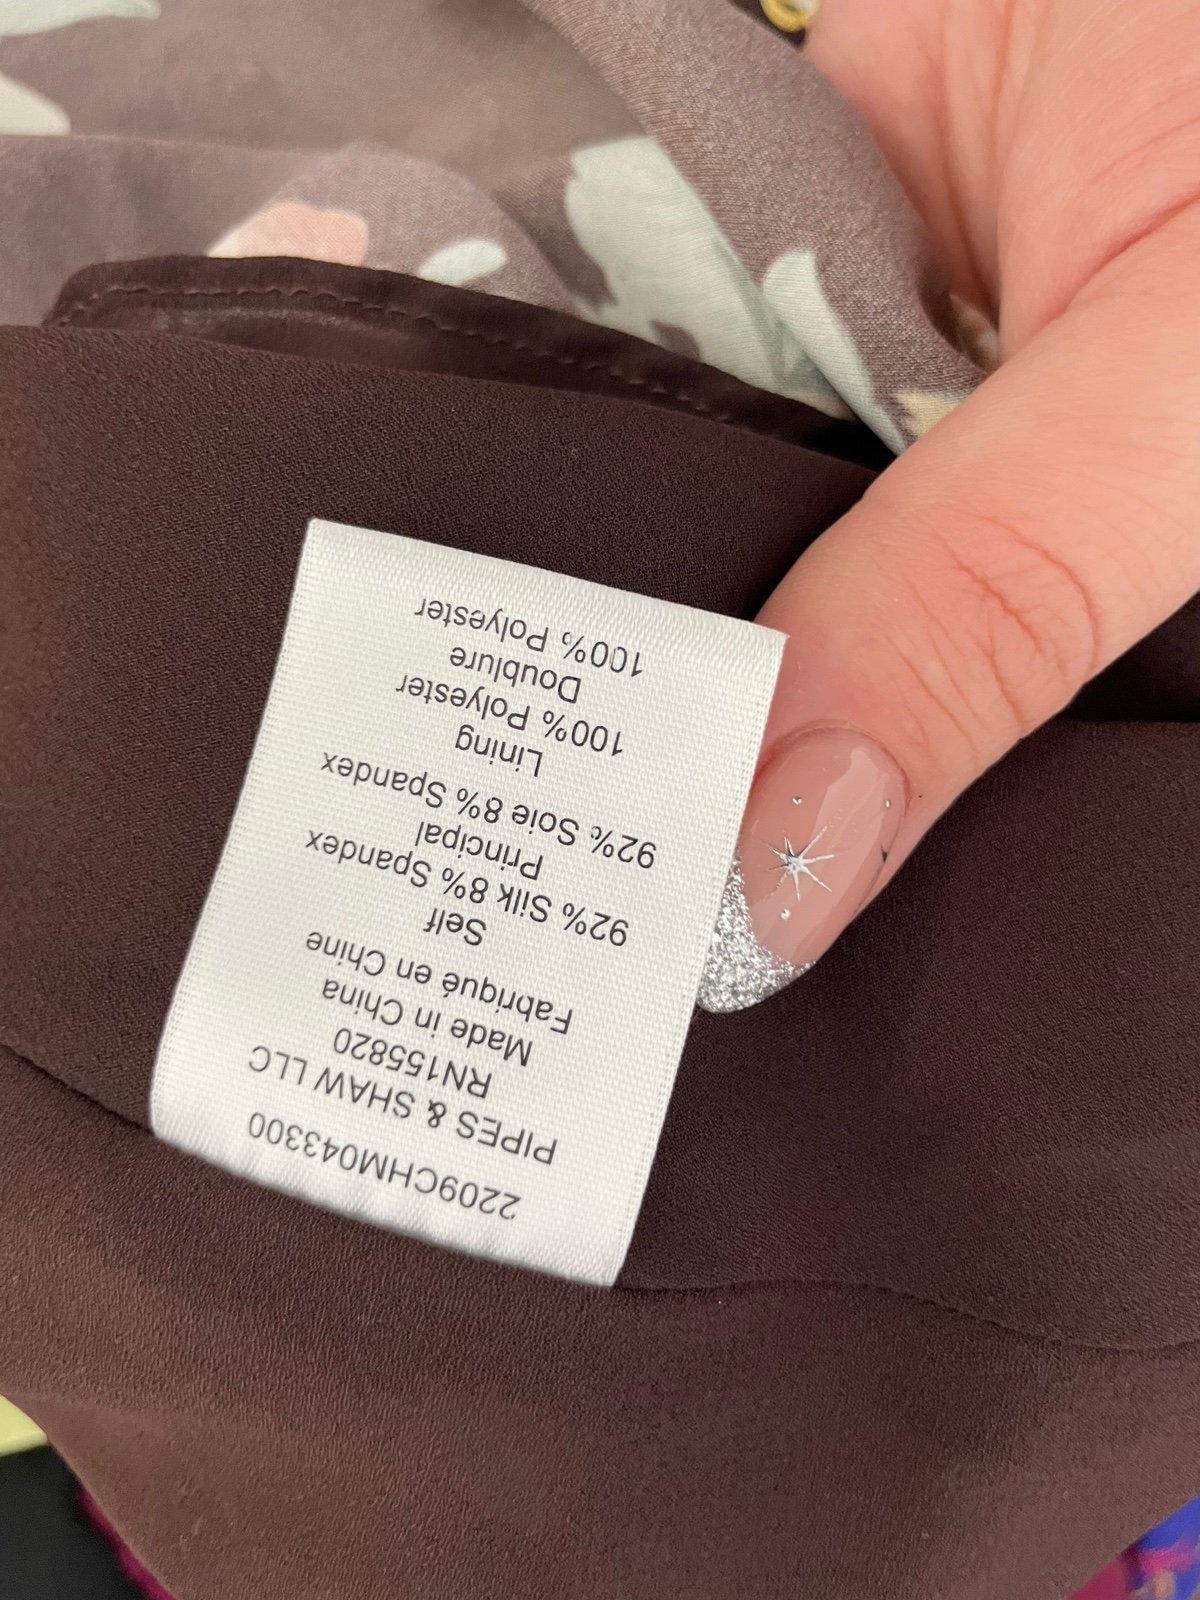 2209CHM043300
PIPES & SHAW LLC
RN155820
Made in China
Fabriqué en Chine
Self
92% Silk 8% Spandex
Principal
92% Soie 8% Spandex
Lining
100% Polyester
Doublure
100% Polyester